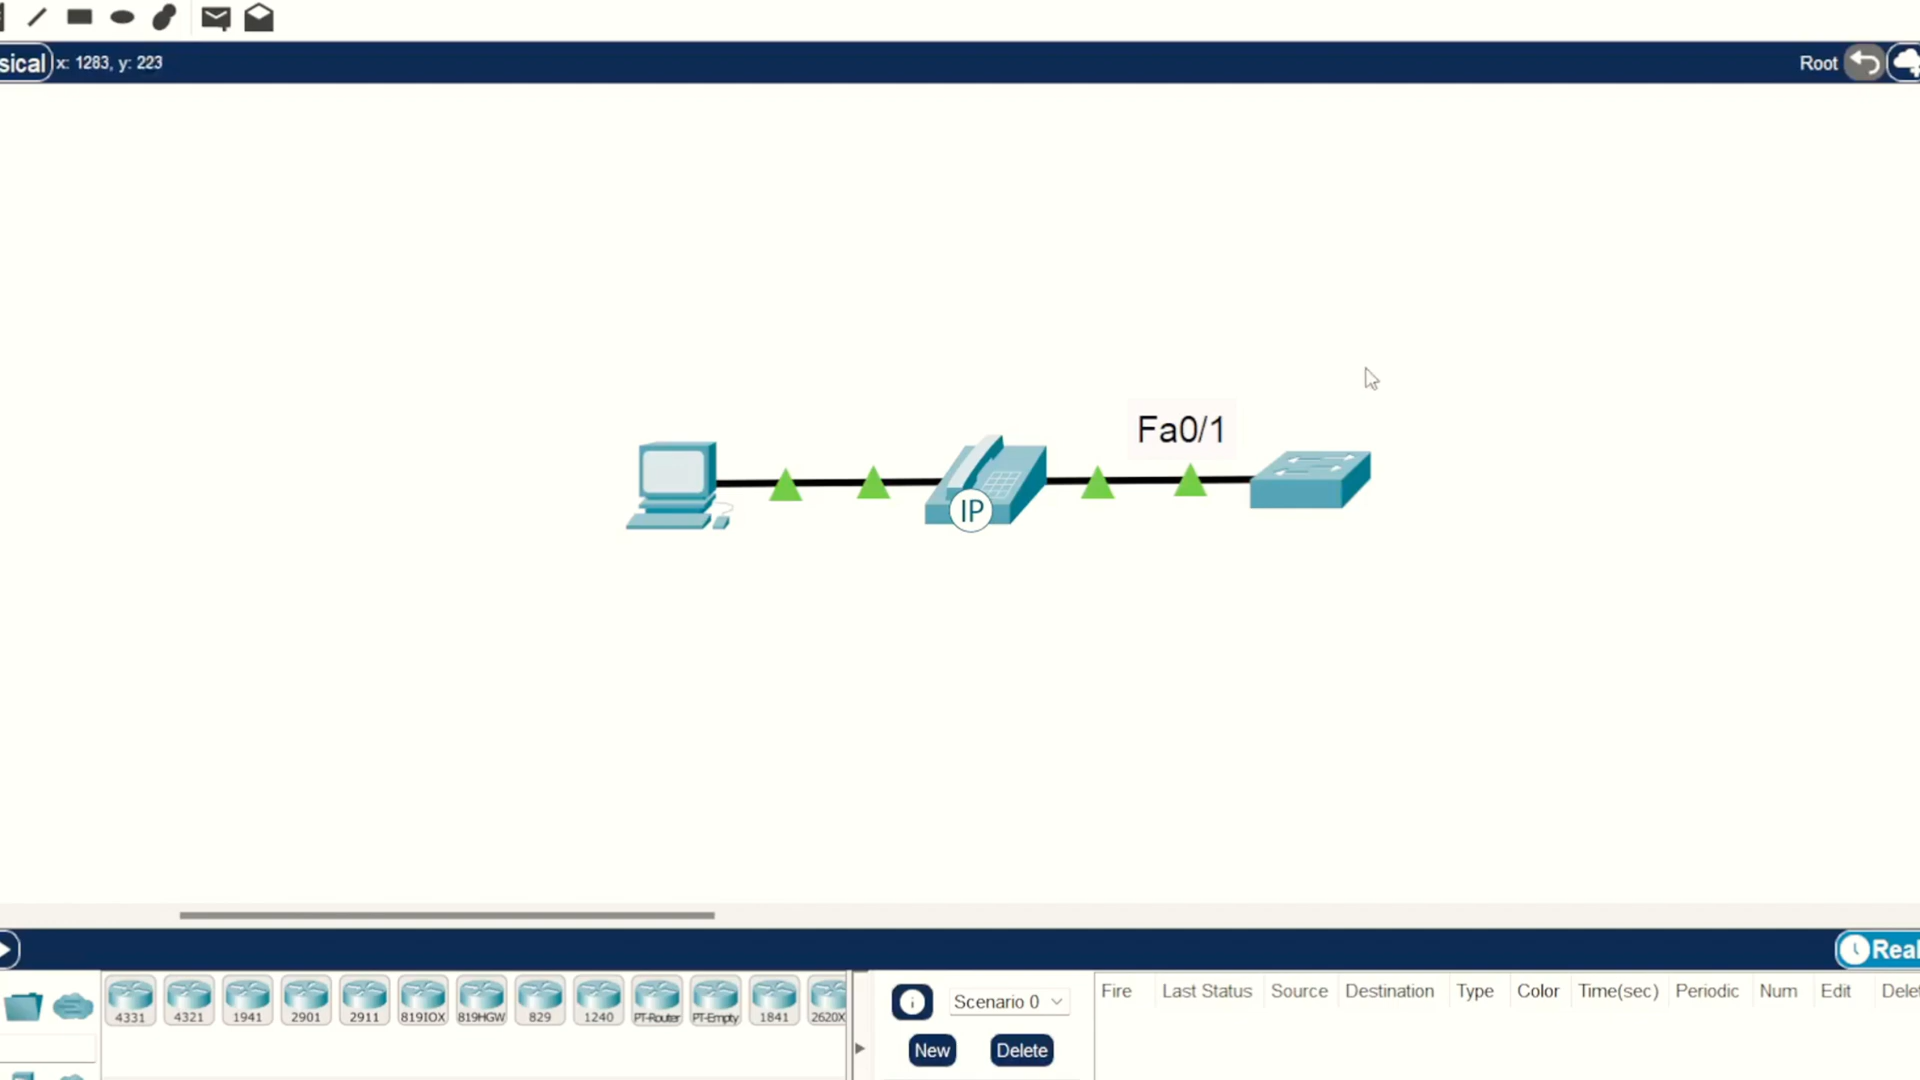 sical x: 1283, y: 223 Root
Fa0/1
IP
Real
4331 4321 1941 2901 2911 819IOX 819HGW 829 1240 PT-Router PT-Empty 1841 2620X
Scenario 0
New Delete
Fire Last Status Source Destination Type Color Time(sec) Periodic Num Edit Delet